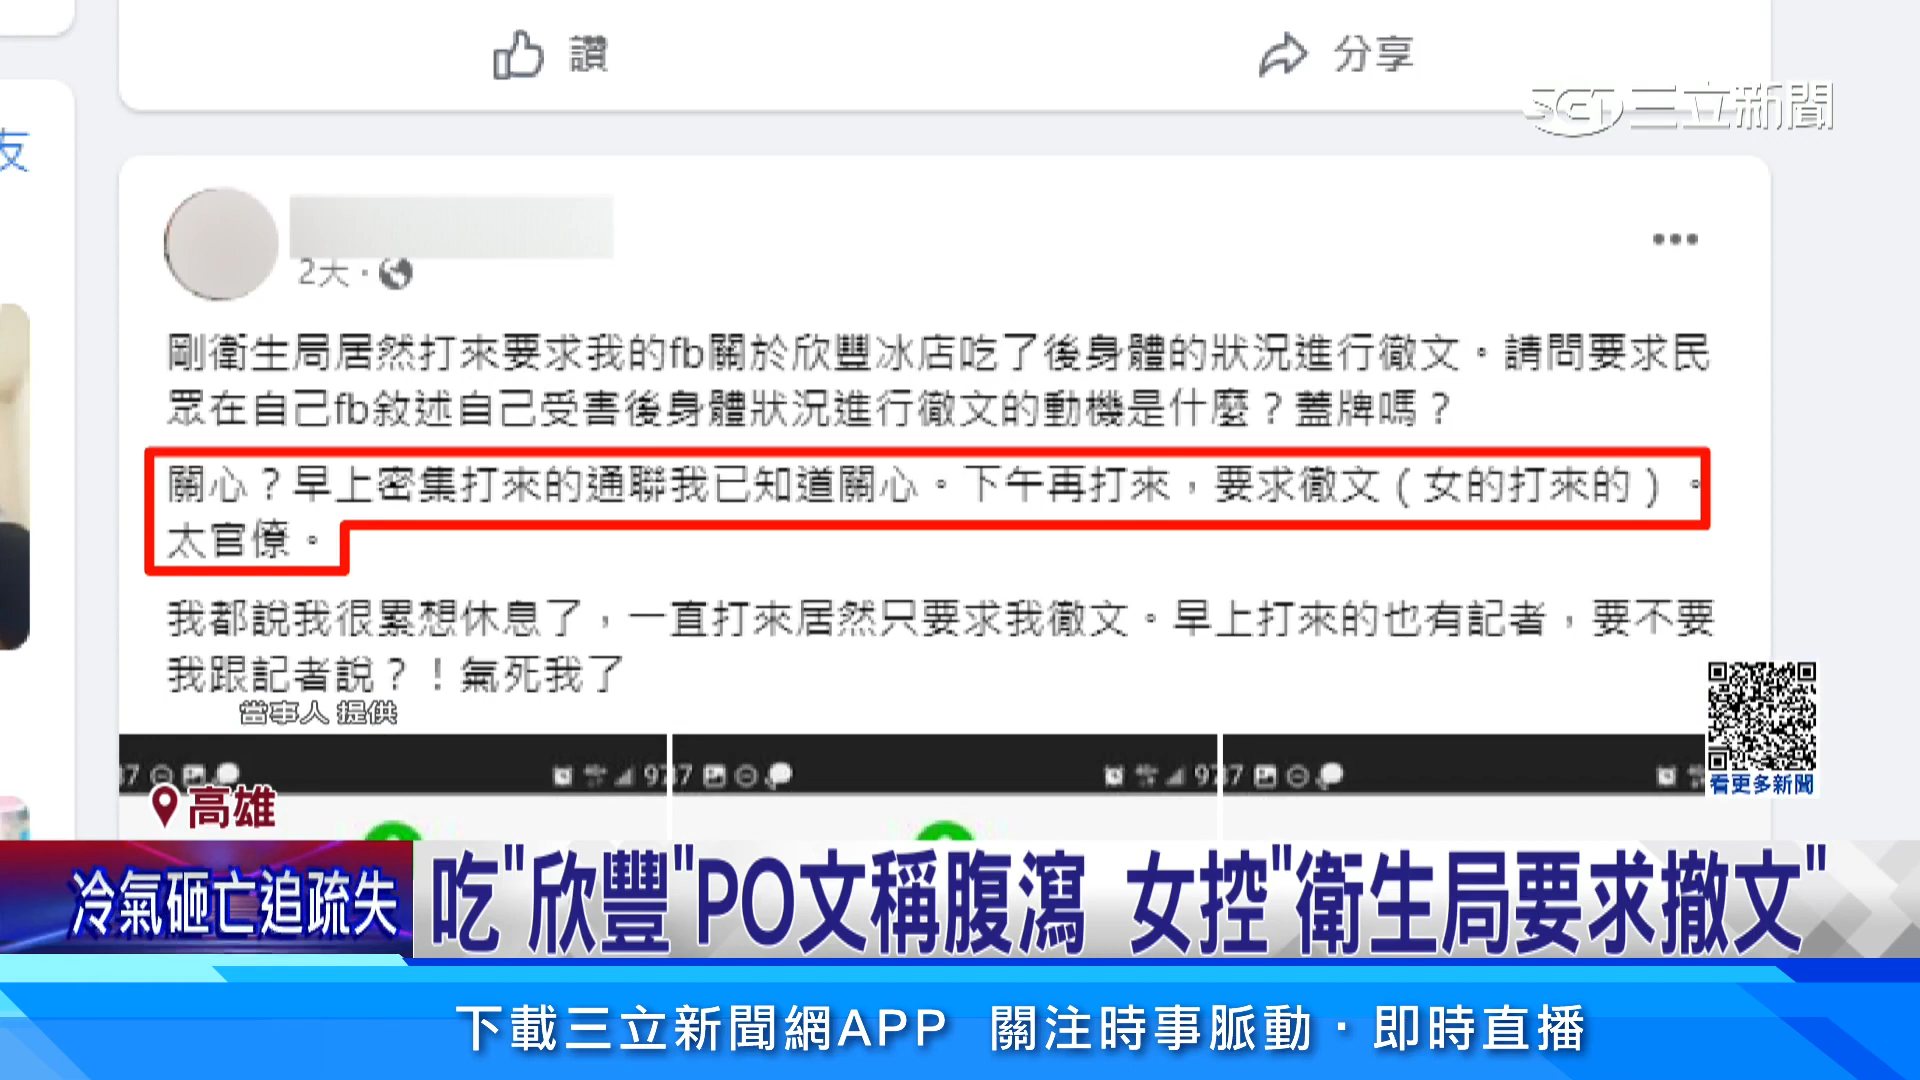 讚
分享
SET三立新聞
友
2天·
剛衛生局居然打來要求我的fb關於欣豐冰店吃了後身體的狀況進行徹文。請問要求民
眾在自己fb敘述自己受害後身體狀況進行徹文的動機是什麼？蓋牌嗎？
關心？早上密集打來的通聯我已知道關心。下午再打來，要求徹文（女的打來的）。
太官僚。
我都說我很累想休息了，一直打來居然只要求我徹文。早上打來的也有記者，要不要
我跟記者說？！氣死我了
當事人 提供
看更多新聞
高雄
冷氣砸亡追疏失
吃"欣豐"PO文稱腹瀉 女控"衛生局要求撤文"
下載三立新聞網APP 關注時事脈動·即時直播